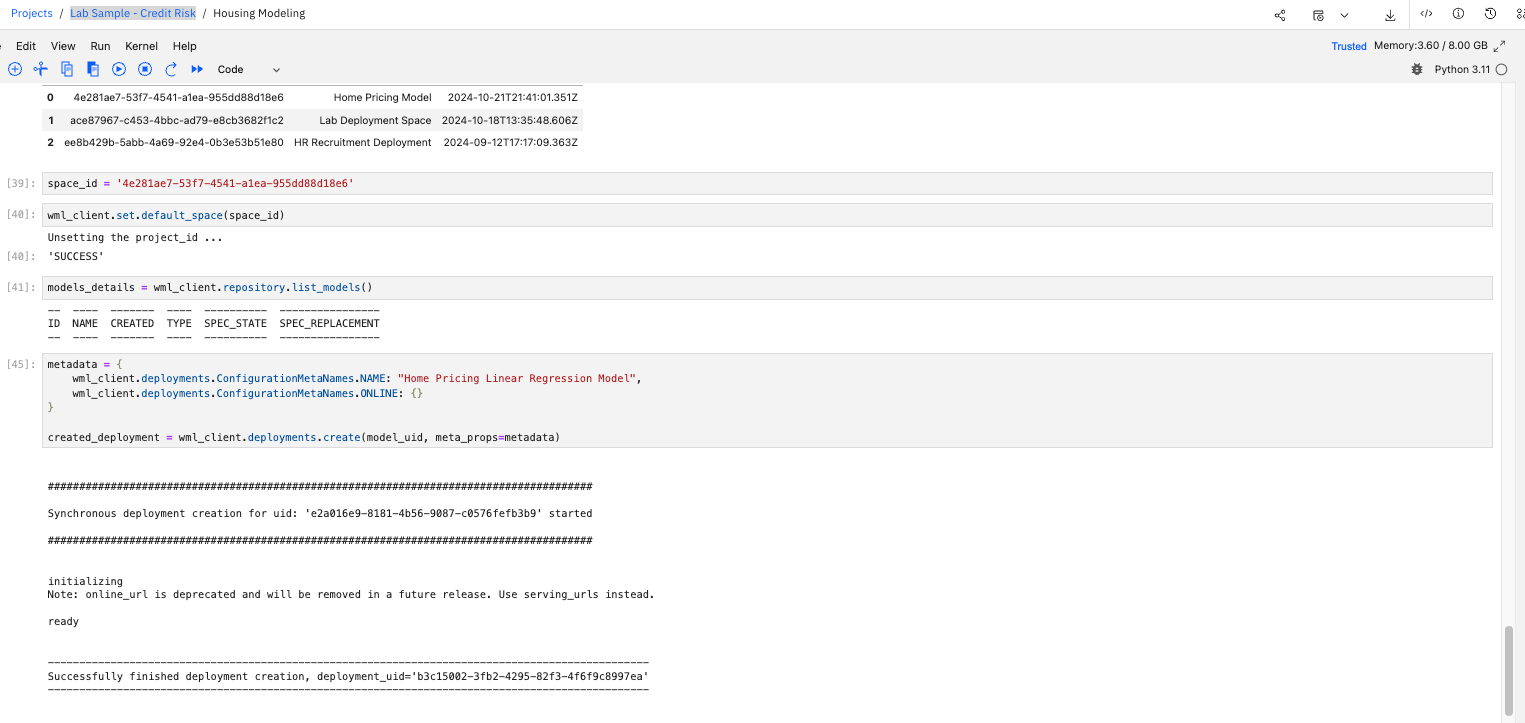 Projects / Lab Sample - Credit Risk / Housing Modeling
Edit View Run Kernel Help
Trusted Memory:3.60 / 8.00 GB
Code
Python 3.11
0 4e281ae7-53f7-4541-a1ea-955dd88d18e6 Home Pricing Model 2024-10-21T21:41:01.351Z
1 ace87967-c453-4bbc-ad79-e8cb3682f1c2 Lab Deployment Space 2024-10-18T13:35:48.606Z
2 ee8b429b-5abb-4a69-92e4-0b3e53b51e80 HR Recruitment Deployment 2024-09-12T17:17:09.363Z
[39]: space_id = '4e281ae7-53f7-4541-a1ea-955dd88d18e6'
[40]: wml_client.set.default_space(space_id)
Unsetting the project_id ...
[40]: 'SUCCESS'
[41]: models_details = wml_client.repository.list_models()
-- ---- ------- ---- ---------- ----------------
ID NAME CREATED TYPE SPEC_STATE SPEC_REPLACEMENT
-- ---- ------- ---- ---------- ----------------
[45]: metadata = {
wml_client.deployments.ConfigurationMetaNames.NAME: "Home Pricing Linear Regression Model",
wml_client.deployments.ConfigurationMetaNames.ONLINE: {}
}
created_deployment = wml_client.deployments.create(model_uid, meta_props=metadata)
#######################################################################################
Synchronous deployment creation for uid: 'e2a016e9-8181-4b56-9087-c0576fefb3b9' started
#######################################################################################
initializing
Note: online_url is deprecated and will be removed in a future release. Use serving_urls instead.
ready
------------------------------------------------------------------------------------------------
Successfully finished deployment creation, deployment_uid='b3c15002-3fb2-4295-82f3-4f6f9c8997ea'
------------------------------------------------------------------------------------------------